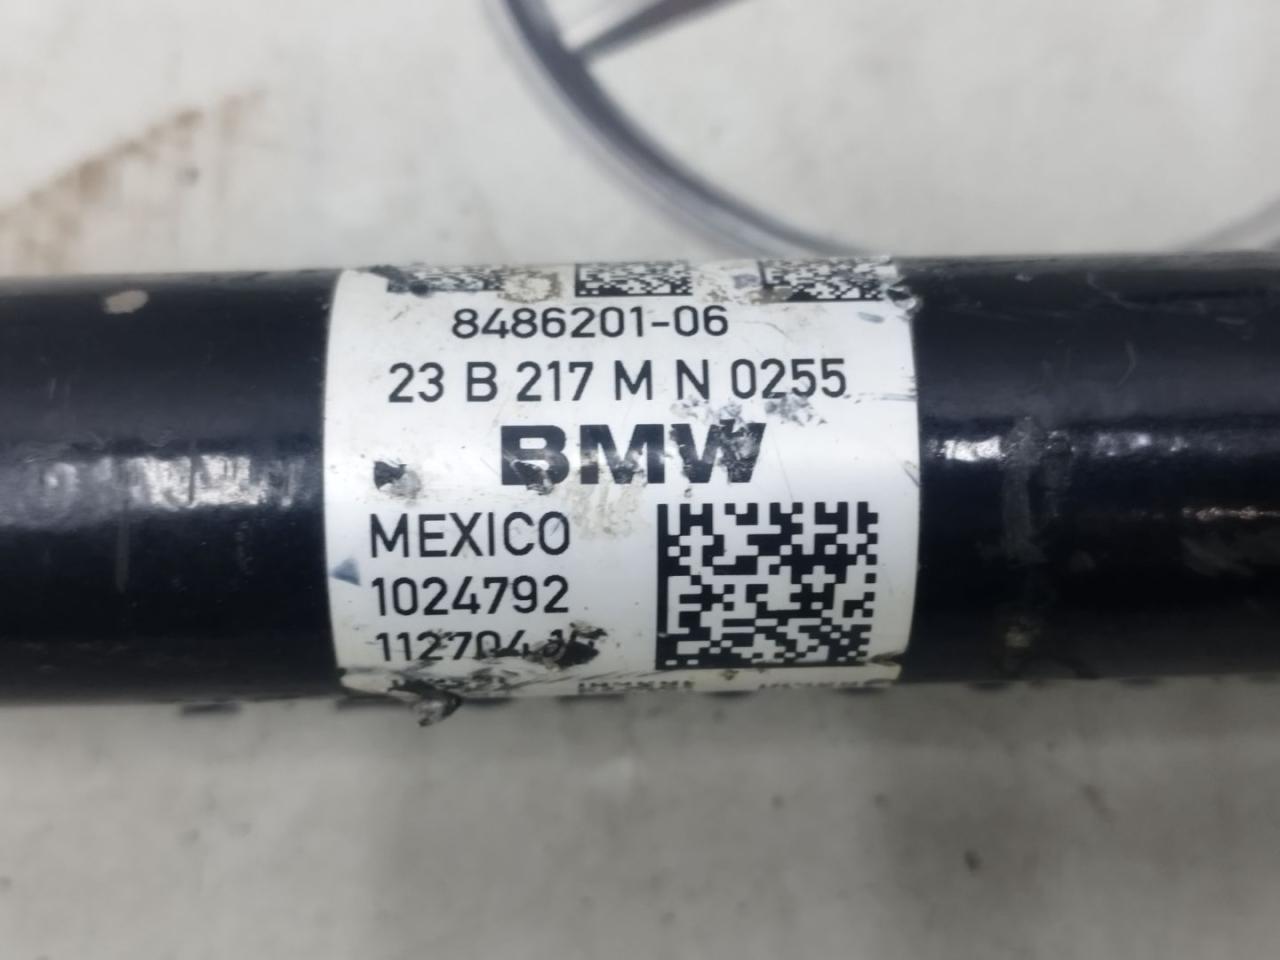 8486201-06
23 B 217 M N 0255
BMW
MEXICO
1024792